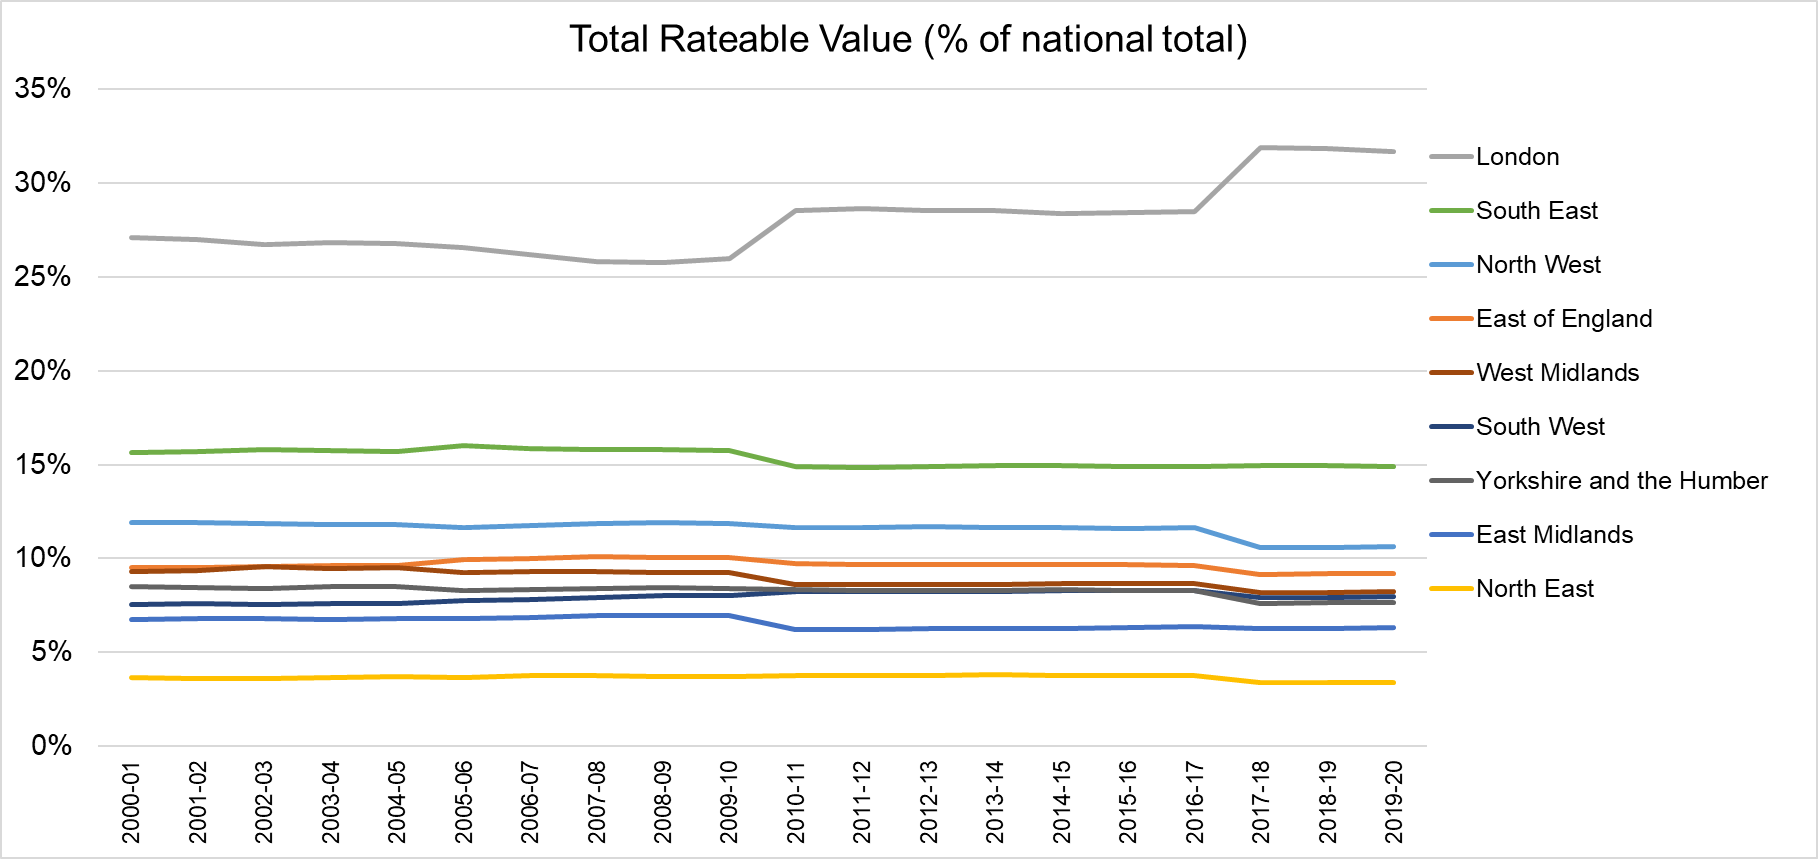 Total Rateable Value (% of national total)
35%
30%
25%
20%
15%
10%
5%
0%
2000-01
2001-02
2002-03
2003-04
2004-05
2005-06
2006-07
2007-08
2008-09
2009-10
2010-11
2011-12
2012-13
2013-14
2014-15
2015-16
2016-17
2017-18
2018-19
2019-20
London
South East
North West
East of England
West Midlands
South West
Yorkshire and the Humber
East Midlands
North East